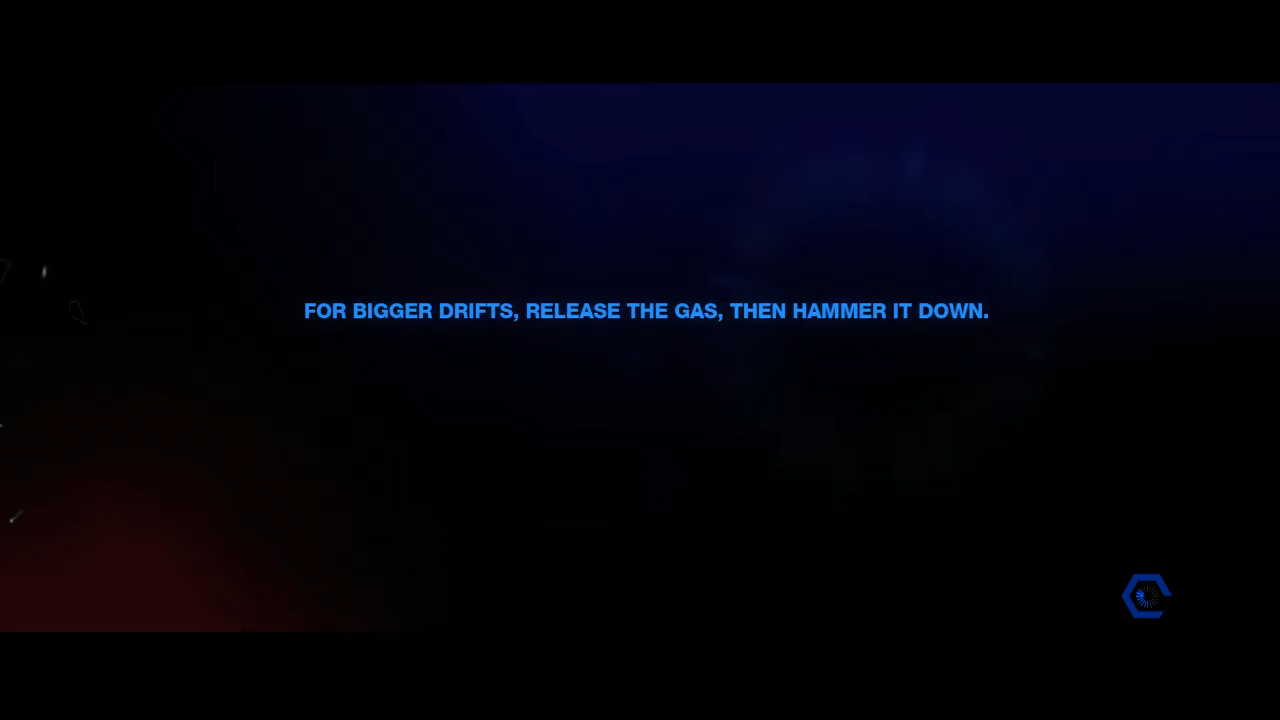 FOR BIGGER DRIFTS, RELEASE THE GAS, THEN HAMMER IT DOWN.